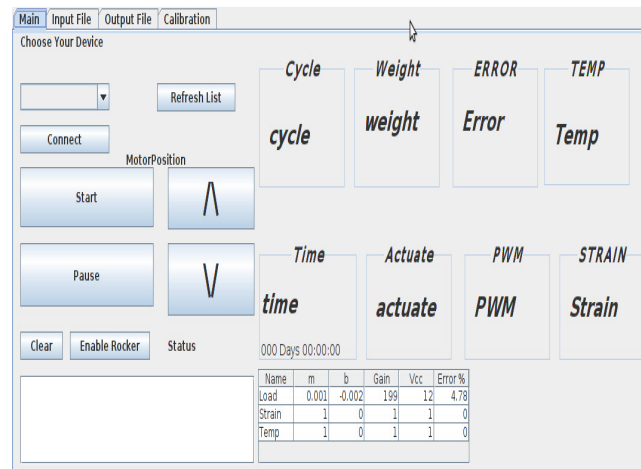 Main Input File Output File Calibration
Choose Your Device
Refresh List
Connect
MotorPosition
Start /\
Pause \/
Clear Enable Rocker Status
Cycle Weight ERROR TEMP
cycle weight Error Temp
Time Actuate PWM STRAIN
time actuate PWM Strain
000 Days 00:00:00
Name m b Gain Vcc Error %
Load 0.001 -0.002 199 12 4.78
Strain 1 0 1 1 0
Temp 1 0 1 1 0